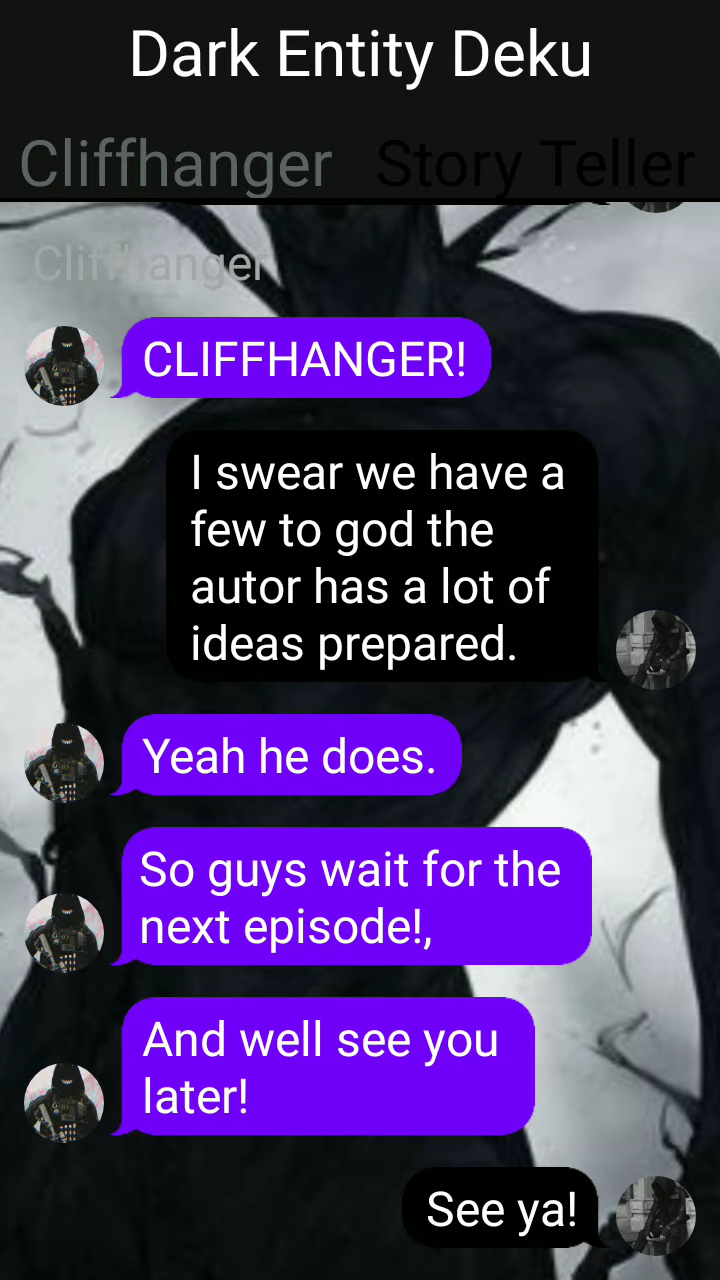 Dark Entity Deku
Cliffhanger Story Teller
Cliffhanger
CLIFFHANGER!
I swear we have a
few to god the
autor has a lot of
ideas prepared.
Yeah he does.
So guys wait for the
next episode!,
And well see you
later!
See ya!